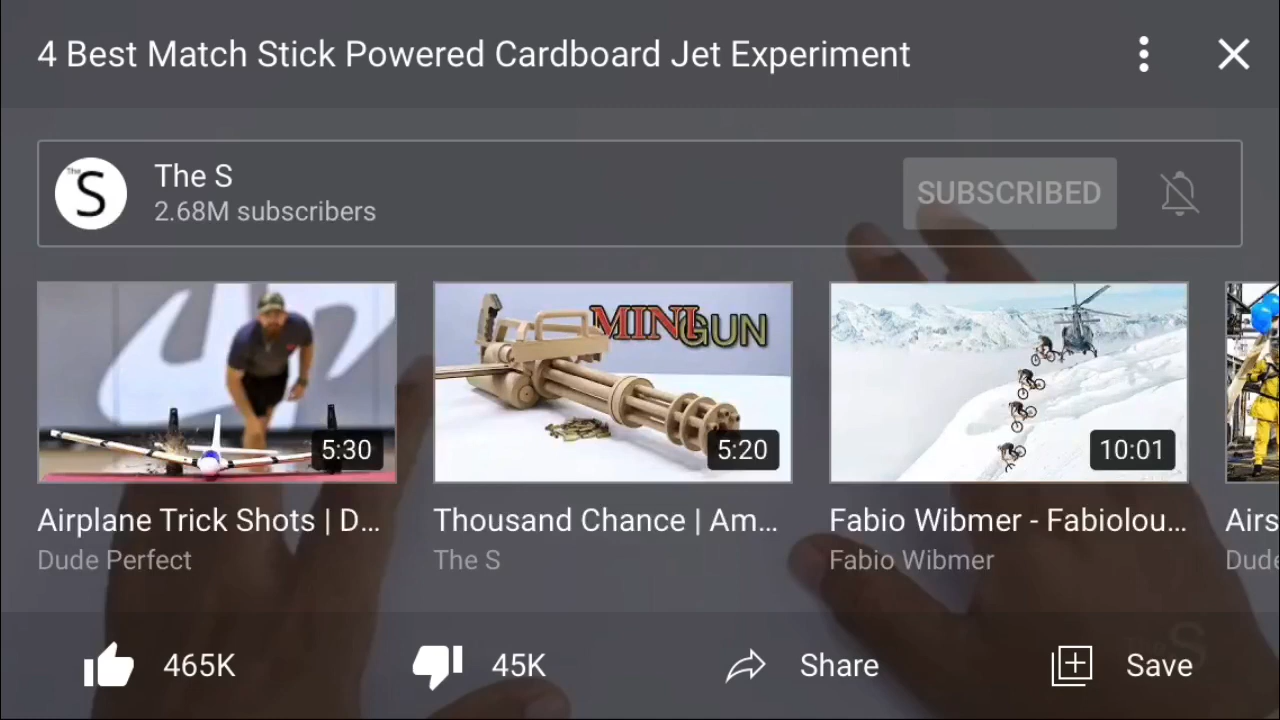 4 Best Match Stick Powered Cardboard Jet Experiment
The S
S
The S
2.68M subscribers
SUBSCRIBED
MINIGUN
5:30
5:20
10:01
Airplane Trick Shots | D...
Thousand Chance | Am...
Fabio Wibmer - Fabiolou...
Airs
Dude Perfect
The S
Fabio Wibmer
Dude
465K
45K
Share
Save